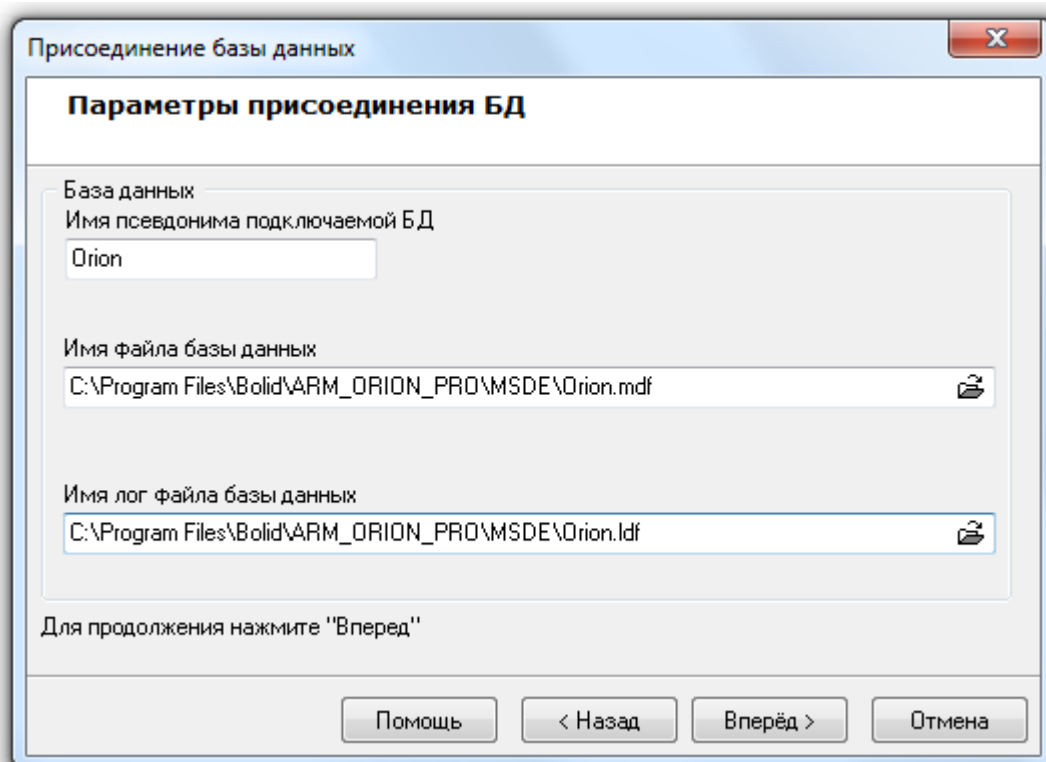 Присоединение базы данных
Параметры присоединения БД
База данных
Имя псевдонима подключаемой БД
Orion
Имя файла базы данных
C:\Program Files\Bolid\ARM_ORION_PRO\MSDE\Orion.mdf
Имя лог файла базы данных
C:\Program Files\Bolid\ARM_ORION_PRO\MSDE\Orion.ldf
Для продолжения нажмите "Вперед"
Помощь
< Назад
Вперёд >
Отмена